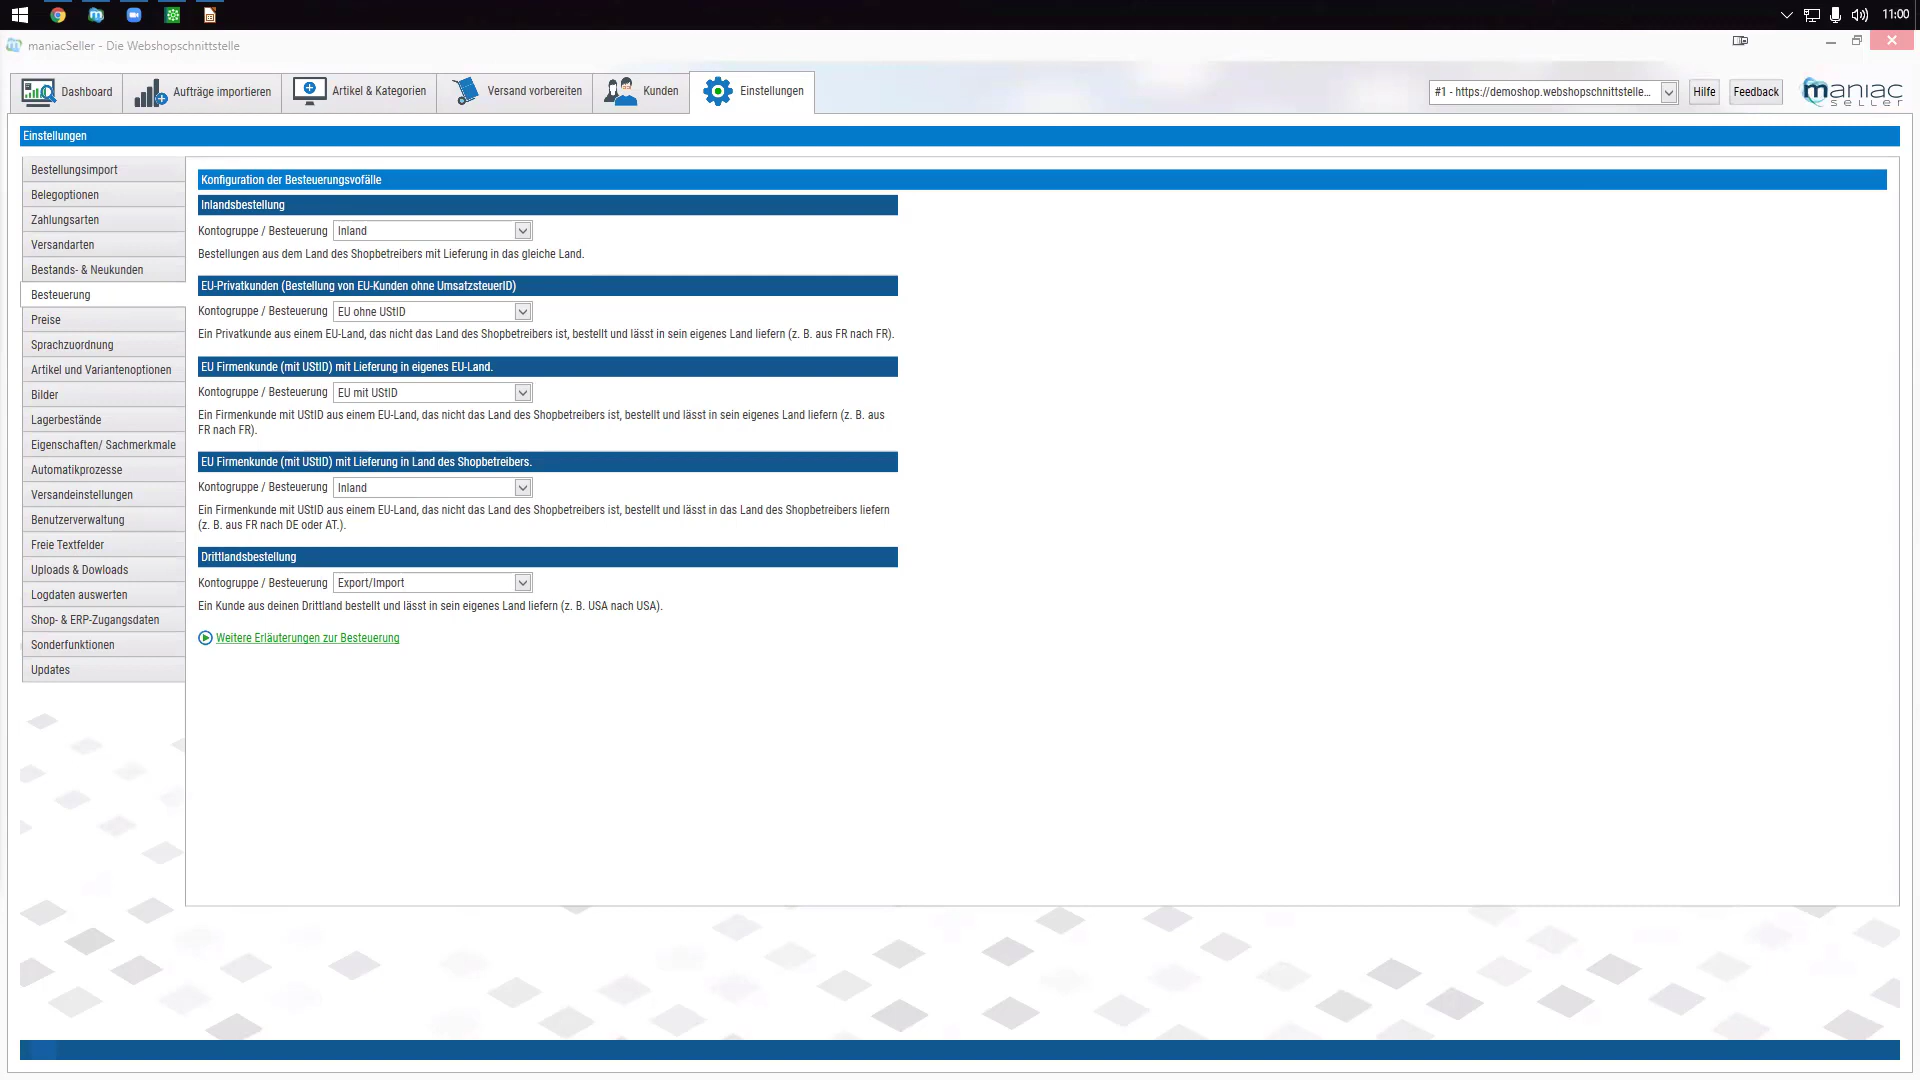 11:00
maniacSeller - Die Webshopschnittstelle
Dashboard
Aufträge importieren
Artikel & Kategorien
Versand vorbereiten
Kunden
Einstellungen
#1 - https://demoshop.webshopschnittstelle...
Hilfe
Feedback
maniac
seller
Einstellungen
Bestellungsimport
Belegoptionen
Zahlungsarten
Versandarten
Bestands- & Neukunden
Besteuerung
Preise
Sprachzuordnung
Artikel und Variantenoptionen
Bilder
Lagerbestände
Eigenschaften/ Sachmerkmale
Automatikprozesse
Versandeinstellungen
Benutzerverwaltung
Freie Textfelder
Uploads & Dowloads
Logdaten auswerten
Shop- & ERP-Zugangsdaten
Sonderfunktionen
Updates
Konfiguration der Besteuerungsvofälle
Inlandsbestellung
Kontogruppe / Besteuerung Inland
Bestellungen aus dem Land des Shopbetreibers mit Lieferung in das gleiche Land.
EU-Privatkunden (Bestellung von EU-Kunden ohne UmsatzsteuerID)
Kontogruppe / Besteuerung EU ohne UStID
Ein Privatkunde aus einem EU-Land, das nicht das Land des Shopbetreibers ist, bestellt und lässt in sein eigenes Land liefern (z. B. aus FR nach FR).
EU Firmenkunde (mit UStID) mit Lieferung in eigenes EU-Land.
Kontogruppe / Besteuerung EU mit UStID
Ein Firmenkunde mit UStID aus einem EU-Land, das nicht das Land des Shopbetreibers ist, bestellt und lässt in sein eigenes Land liefern (z. B. aus
FR nach FR).
EU Firmenkunde (mit UStID) mit Lieferung in Land des Shopbetreibers.
Kontogruppe / Besteuerung Inland
Ein Firmenkunde mit UStID aus einem EU-Land, das nicht das Land des Shopbetreibers ist, bestellt und lässt in das Land des Shopbetreibers liefern
(z. B. aus FR nach DE oder AT.).
Drittlandsbestellung
Kontogruppe / Besteuerung Export/Import
Ein Kunde aus deinen Drittland bestellt und lässt in sein eigenes Land liefern (z. B. USA nach USA).
Weitere Erläuterungen zur Besteuerung